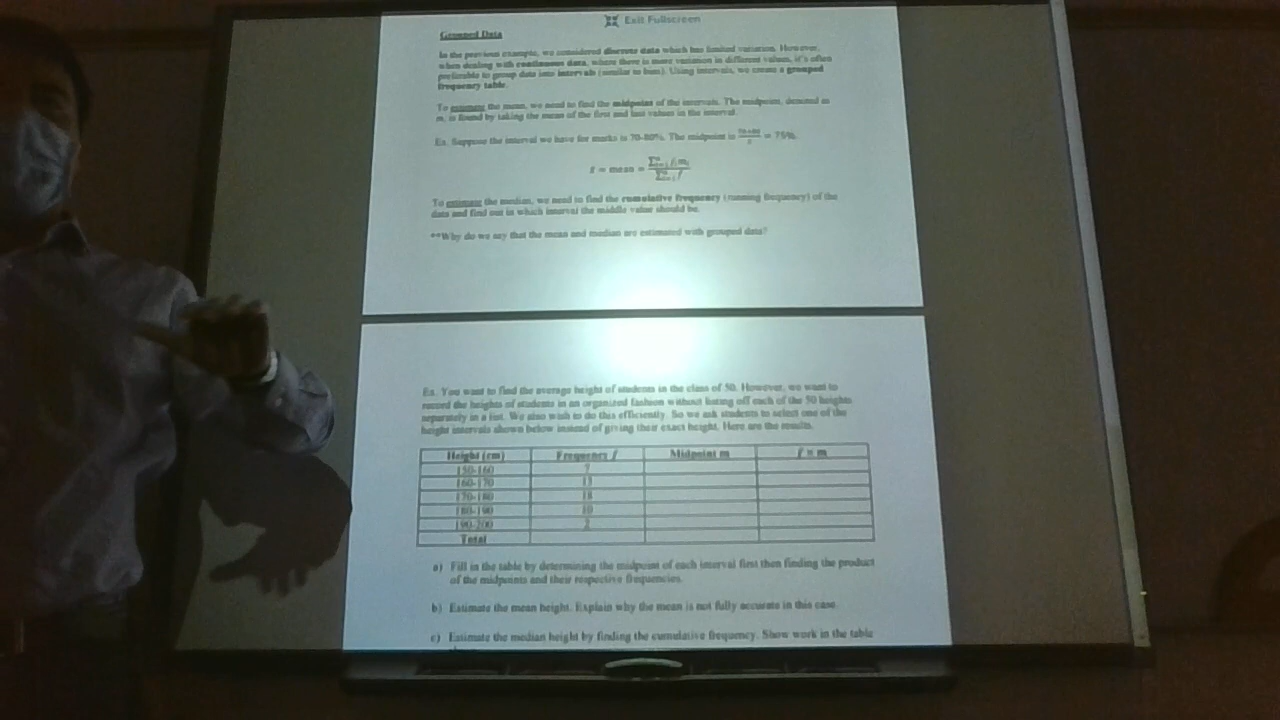 Exit Fullscreen
Grouped Data
In the previous example, we considered discrete data which has limited variation. However,
when dealing with continuous data, where there is more variation in different values, it's often
preferable to group data into intervals (similar to bins). Using intervals, we create a grouped
frequency table.
To estimate the mean, we need to find the midpoint of the intervals. The midpoint, denoted as
m, is found by taking the mean of the first and last values in the interval.
Ex. Suppose the interval we have for marks is 70-80%. The midpoint is (70+80)/2 = 75%.
x̄ = mean =
To estimate the median, we need to find the cumulative frequency (running frequency) of the
data and find out in which interval the middle value should be.
**Why do we say that the mean and median are estimated with grouped data?
Ex. You want to find the average height of students in the class of 50. However, we want to
record the heights of students in an organized fashion without listing off each of the 50 heights
separately in a list. We also wish to do this efficiently. So we ask students to select one of the
height intervals shown below instead of giving their exact height. Here are the results.
Height (cm) Frequency f Midpoint m f × m
150-160 7
160-170 13
170-180 18
180-190 10
190-200 2
Total
a) Fill in the table by determining the midpoint of each interval first then finding the product
of the midpoints and their respective frequencies.
b) Estimate the mean height. Explain why the mean is not fully accurate in this case.
c) Estimate the median height by finding the cumulative frequency. Show work in the table